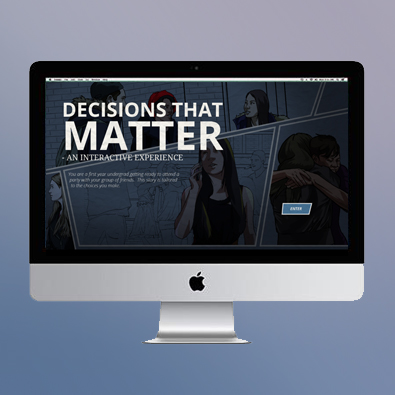 DECISIONS THAT
MATTER
- AN INTERACTIVE EXPERIENCE
You are a first year undergrad getting ready to attend a
party with your group of friends. This story is tailored
to the choices you make.
ENTER